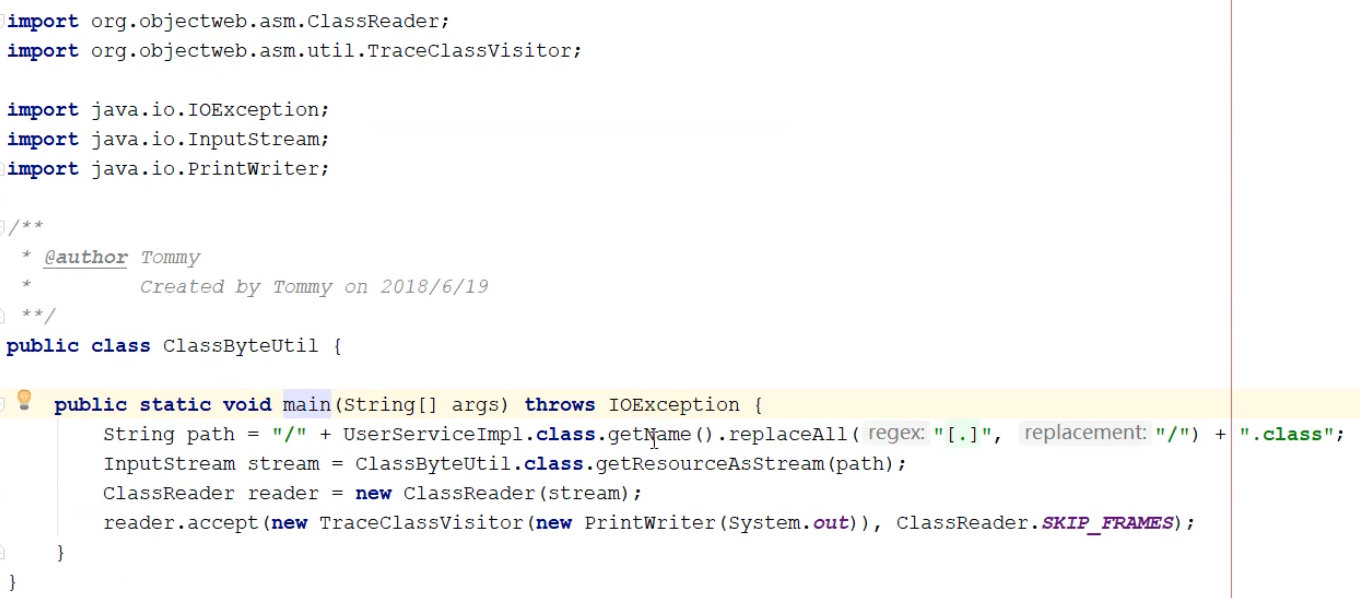 import org.objectweb.asm.ClassReader;
import org.objectweb.asm.util.TraceClassVisitor;
import java.io.IOException;
import java.io.InputStream;
import java.io.PrintWriter;
/**
 * @author Tommy
 *         Created by Tommy on 2018/6/19
 **/
public class ClassByteUtil {
    public static void main(String[] args) throws IOException {
        String path = "/" + UserServiceImpl.class.getName().replaceAll( regex: "[.]", replacement: "/") + ".class";
        InputStream stream = ClassByteUtil.class.getResourceAsStream(path);
        ClassReader reader = new ClassReader(stream);
        reader.accept(new TraceClassVisitor(new PrintWriter(System.out)), ClassReader.SKIP_FRAMES);
    }
}